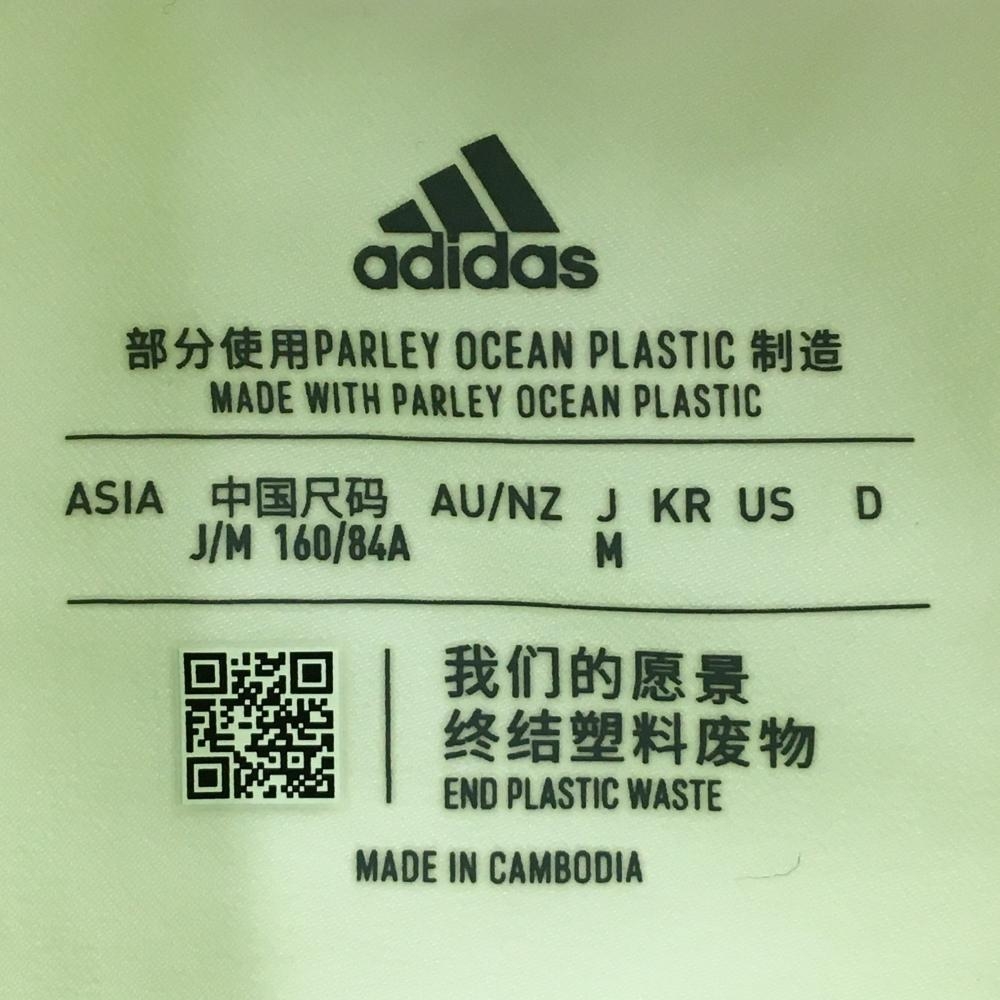 adidas
部分使用PARLEY OCEAN PLASTIC 制造
MADE WITH PARLEY OCEAN PLASTIC
ASIA 中国尺码 AU/NZ J KR US D
J/M 160/84A M
我们的愿景
终结塑料废物
END PLASTIC WASTE
MADE IN CAMBODIA